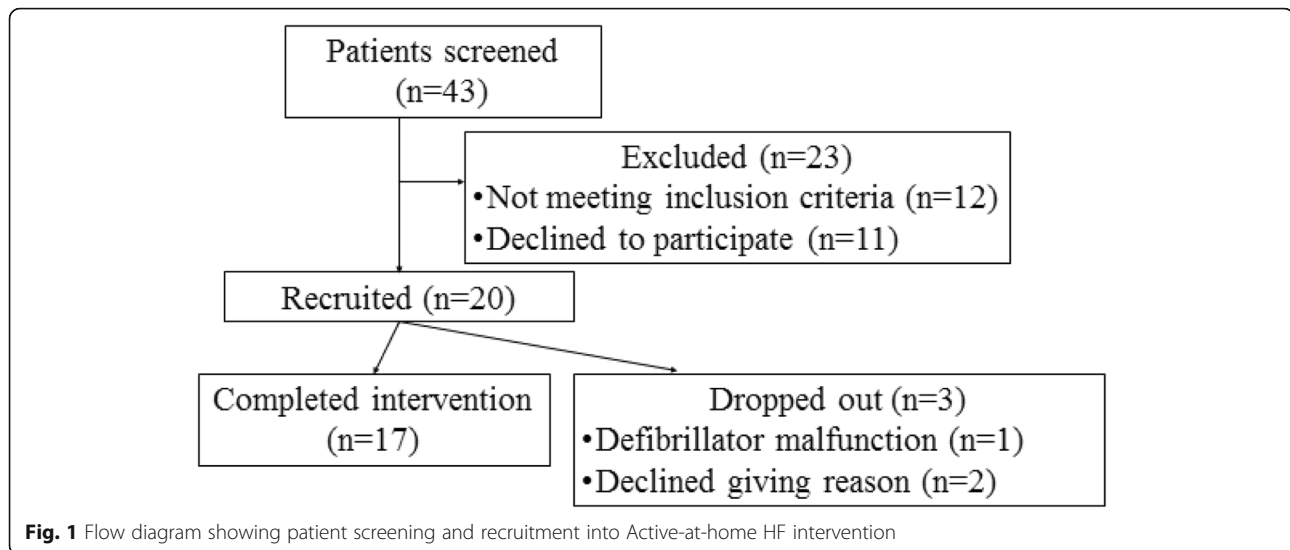 Patients screened
(n=43)
Excluded (n=23)
•Not meeting inclusion criteria (n=12)
•Declined to participate (n=11)
Recruited (n=20)
Completed intervention
(n=17)
Dropped out (n=3)
•Defibrillator malfunction (n=1)
•Declined giving reason (n=2)
Fig. 1 Flow diagram showing patient screening and recruitment into Active-at-home HF intervention